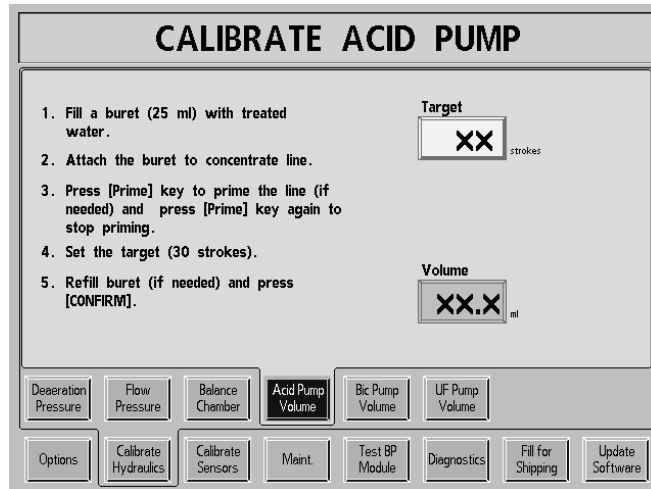 CALIBRATE ACID PUMP
1. Fill a buret (25 ml) with treated
water.
2. Attach the buret to concentrate line.
3. Press [Prime] key to prime the line (if
needed) and press [Prime] key again to
stop priming.
4. Set the target (30 strokes).
5. Refill buret (if needed) and press
[CONFIRM].
Target
XX strokes
Volume
XX.X ml
Deaeration
Pressure
Flow
Pressure
Balance
Chamber
Acid Pump
Volume
Bic Pump
Volume
UF Pump
Volume
Options
Calibrate
Hydraulics
Calibrate
Sensors
Maint.
Test BP
Module
Diagnostics
Fill for
Shipping
Update
Software